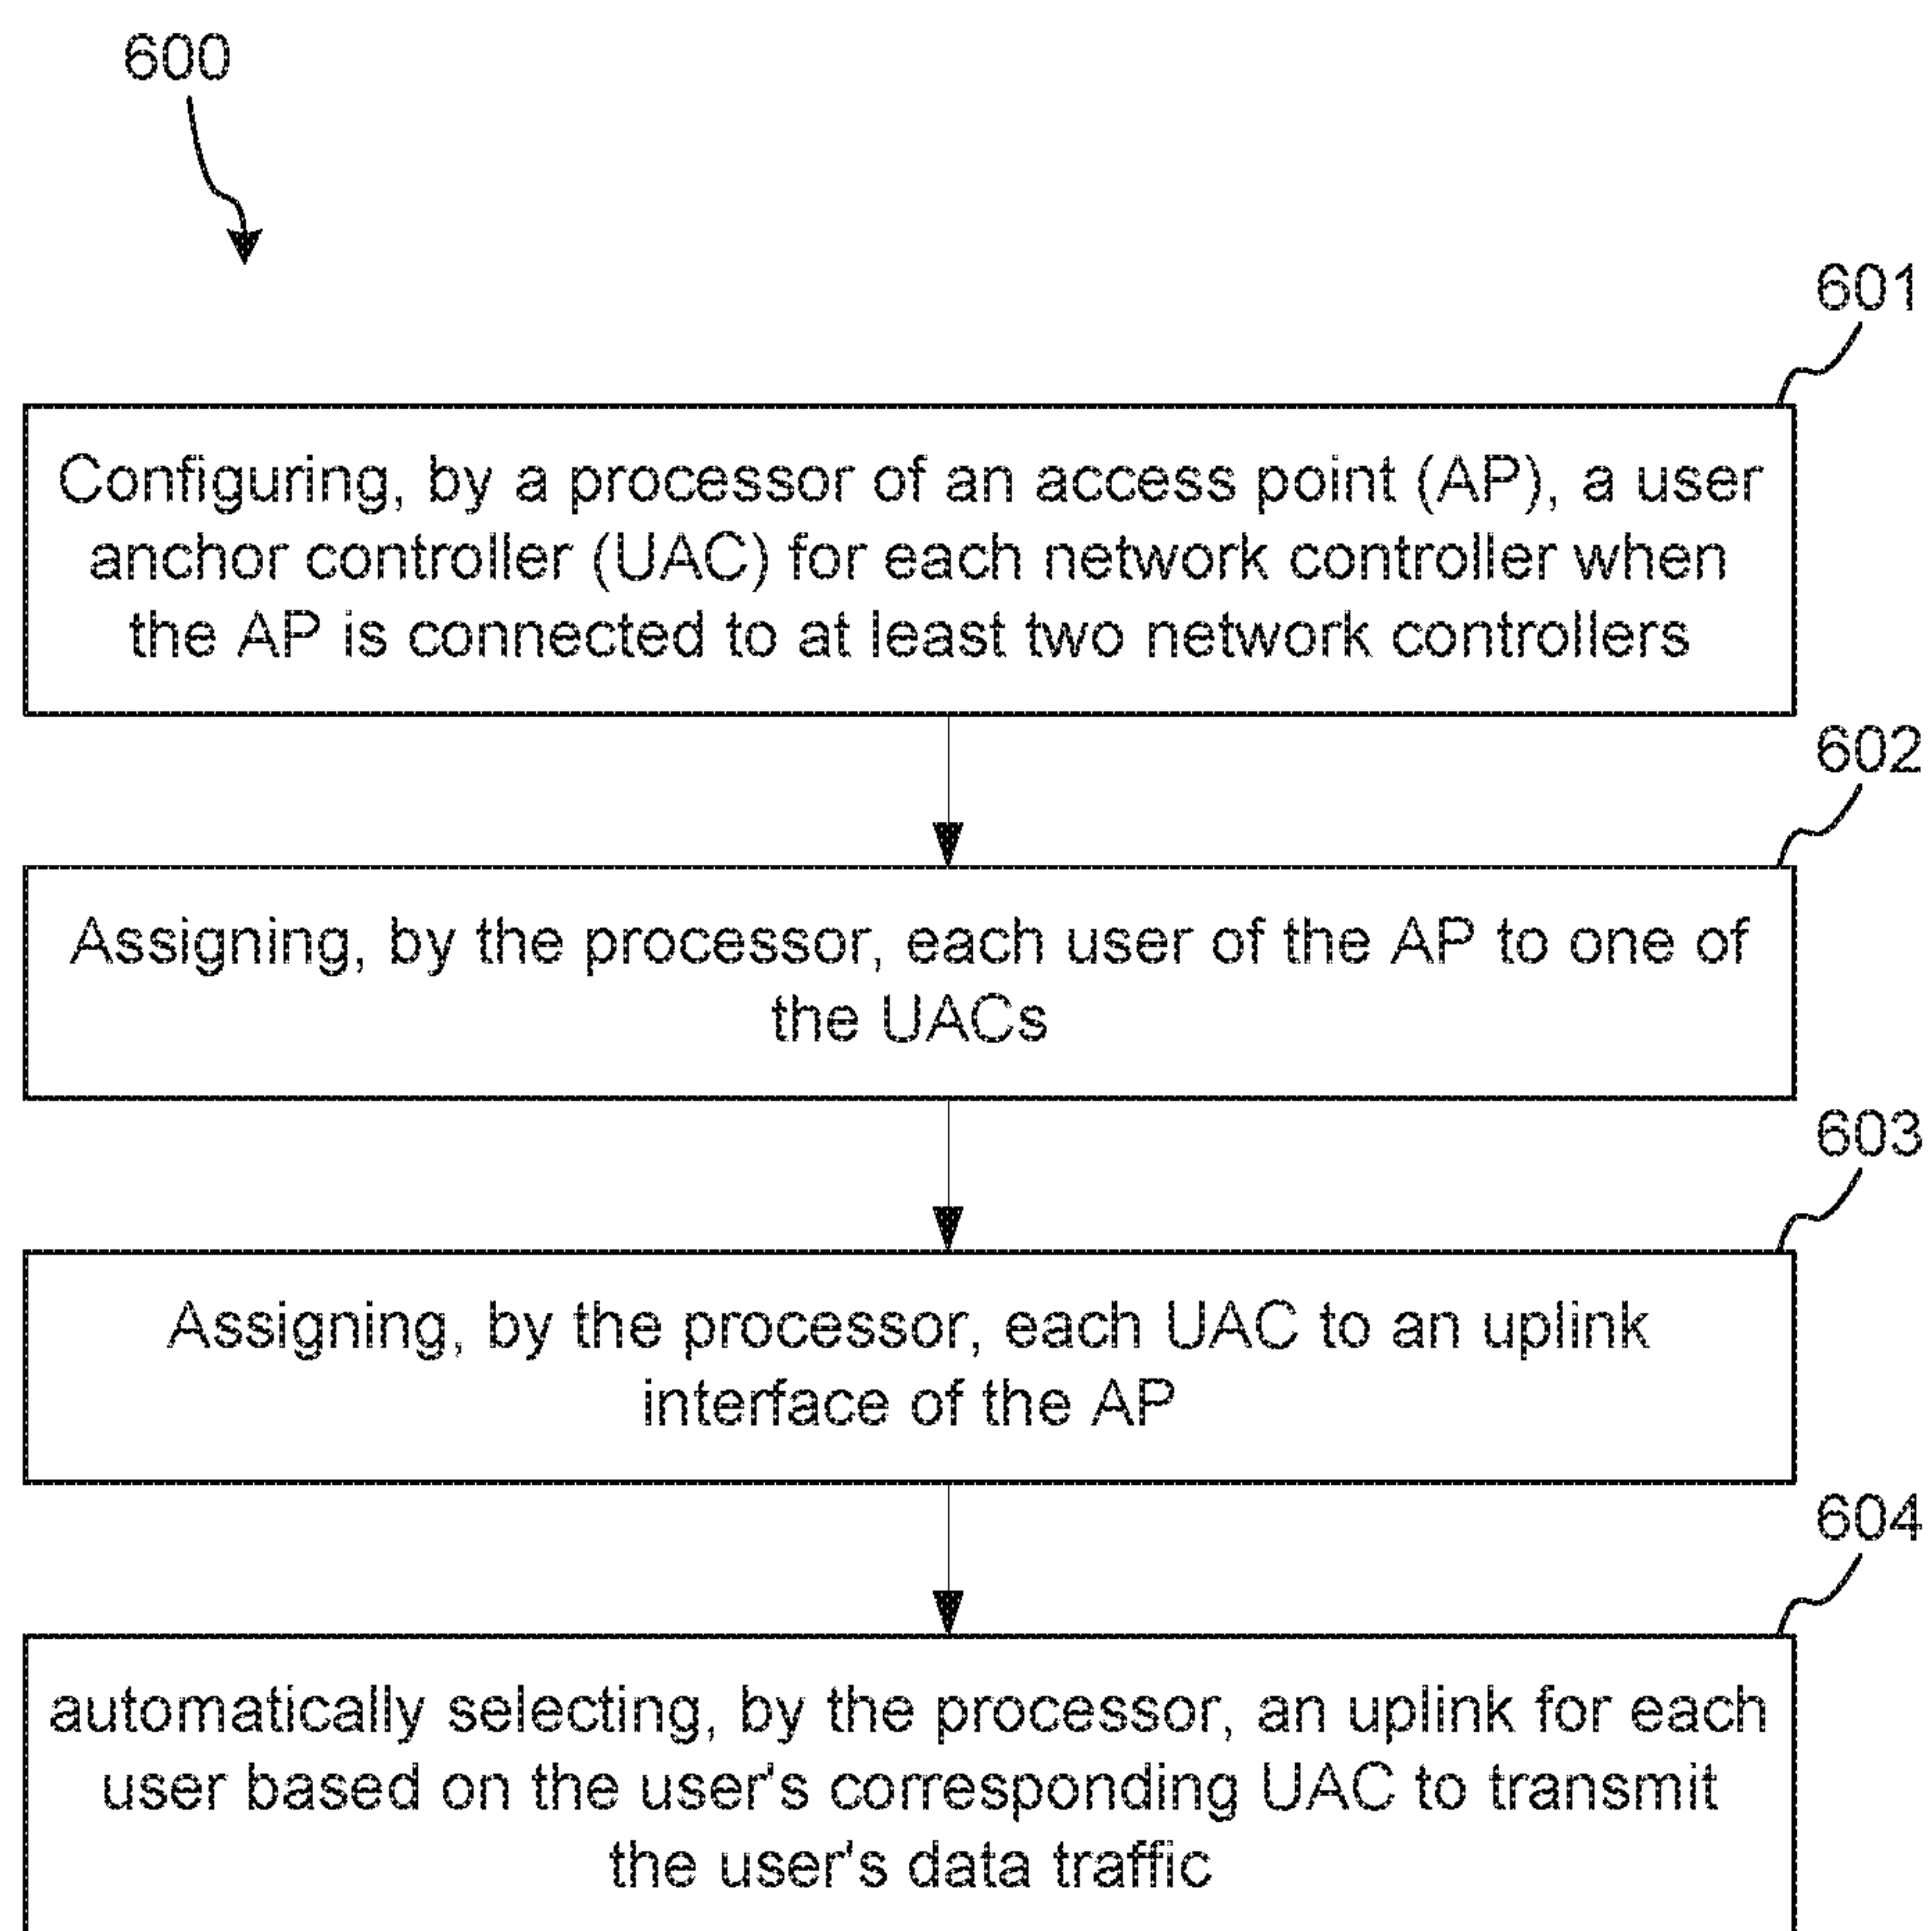 600
601
Configuring, by a processor of an access point (AP), a user
anchor controller (UAC) for each network controller when
the AP is connected to at least two network controllers
602
Assigning, by the processor, each user of the AP to one of
the UACs
603
Assigning, by the processor, each UAC to an uplink
interface of the AP
604
automatically selecting, by the processor, an uplink for each
user based on the user's corresponding UAC to transmit
the user's data traffic